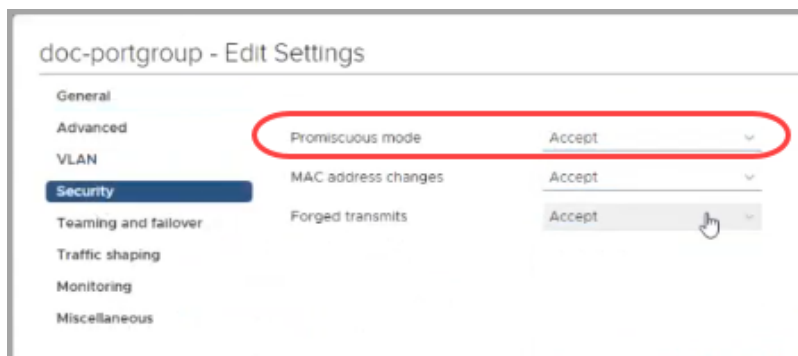 doc-portgroup - Edit Settings
General
Advanced
VLAN
Security
Teaming and failover
Traffic shaping
Monitoring
Miscellaneous
Promiscuous mode Accept
MAC address changes Accept
Forged transmits Accept